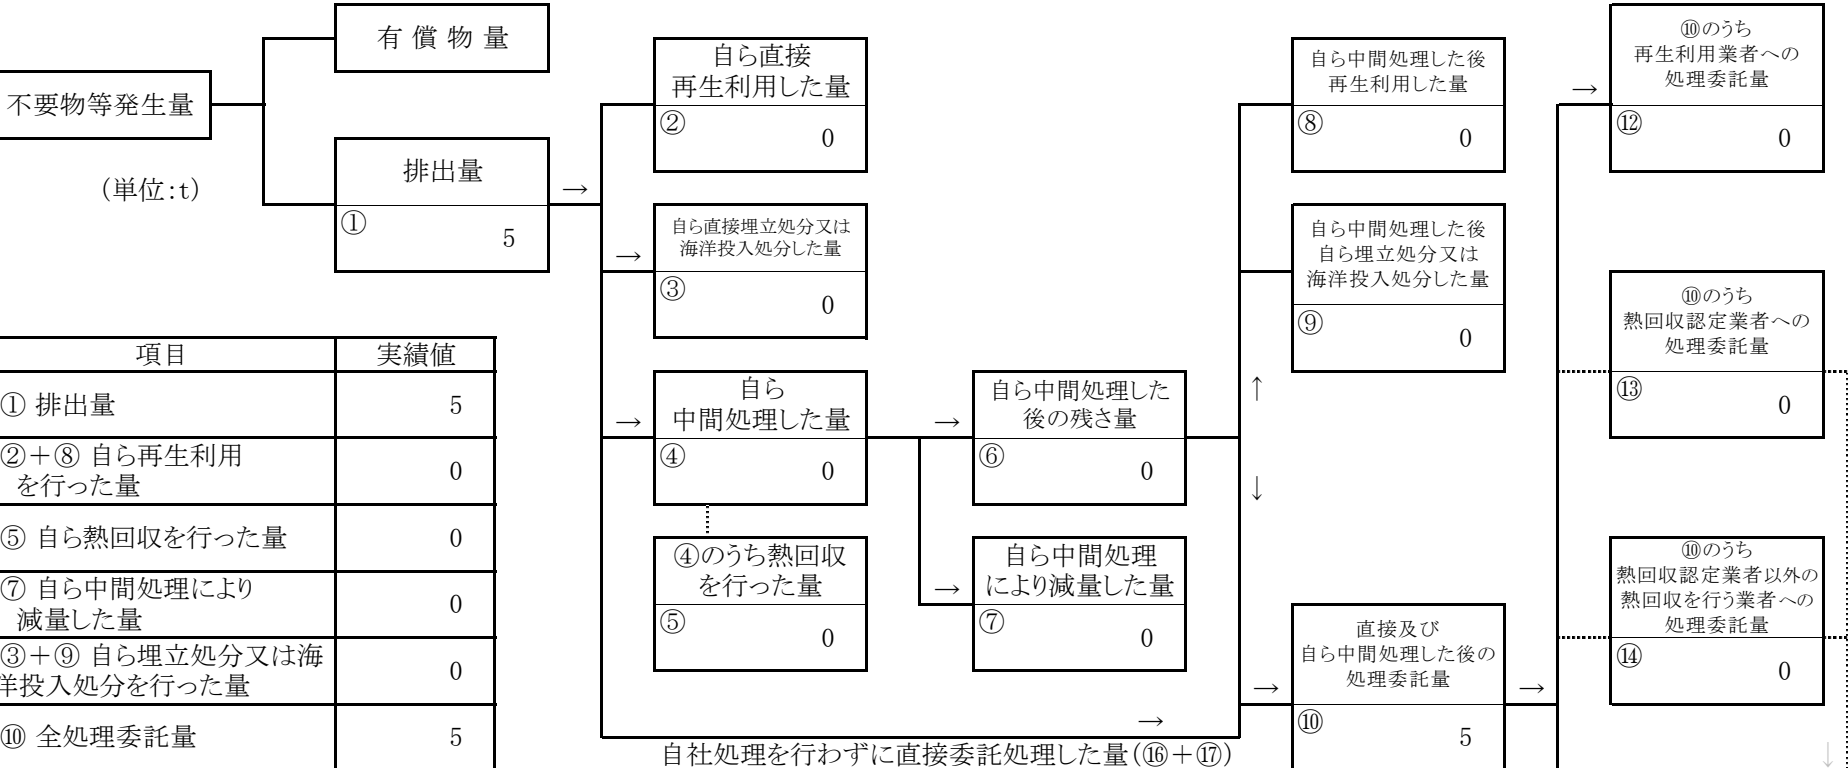 有 償 物 量
不要物等発生量
(単位:t)
排出量
①
5
→
自ら直接
再生利用した量
②
0
→
自ら直接埋立処分又は
海洋投入処分した量
③
0
→
自ら
中間処理した量
④
0
④のうち熱回収
を行った量
⑤
0
→
自ら中間処理した
後の残さ量
⑥
0
→
自ら中間処理
により減量した量
⑦
0
↑
↓
自ら中間処理した後
再生利用した量
⑧
0
自ら中間処理した後
自ら埋立処分又は
海洋投入処分した量
⑨
0
→
直接及び
自ら中間処理した後の
処理委託量
⑩
5
→
→
自社処理を行わずに直接委託処理した量(⑯+⑰)
→
⑩のうち
再生利用業者への
処理委託量
⑫
0
⑩のうち
熱回収認定業者への
処理委託量
⑬
0
⑩のうち
熱回収認定業者以外の
熱回収を行う業者への
処理委託量
⑭
0
↓
項目 実績値
① 排出量 5
②+⑧ 自ら再生利用
を行った量 0
⑤ 自ら熱回収を行った量 0
⑦ 自ら中間処理により
減量した量 0
③+⑨ 自ら埋立処分又は海
洋投入処分を行った量 0
⑩ 全処理委託量 5